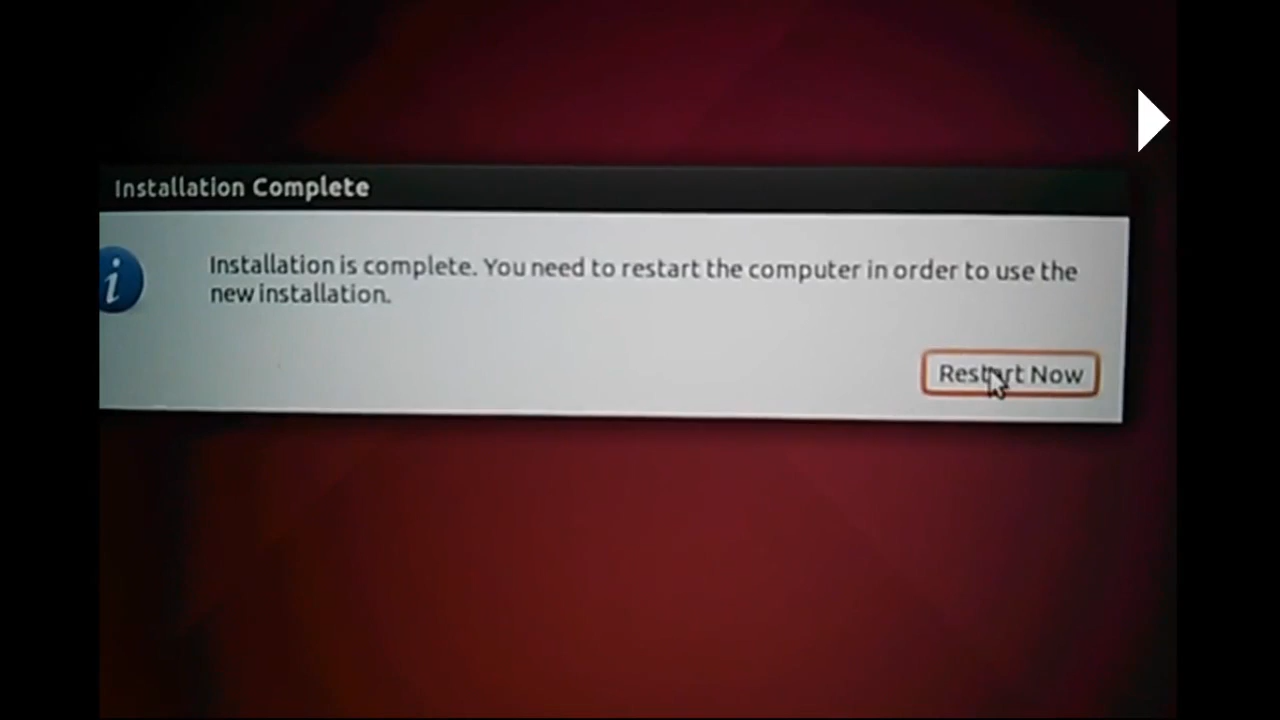 Installation Complete
Installation is complete. You need to restart the computer in order to use the
new installation.
Restart Now